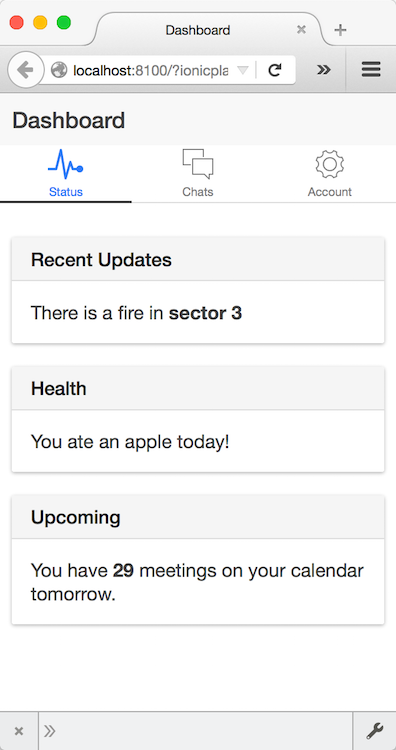 Dashboard
localhost:8100/?ionicpla
Dashboard
Status
Chats
Account
Recent Updates
There is a fire in sector 3
Health
You ate an apple today!
Upcoming
You have 29 meetings on your calendar
tomorrow.